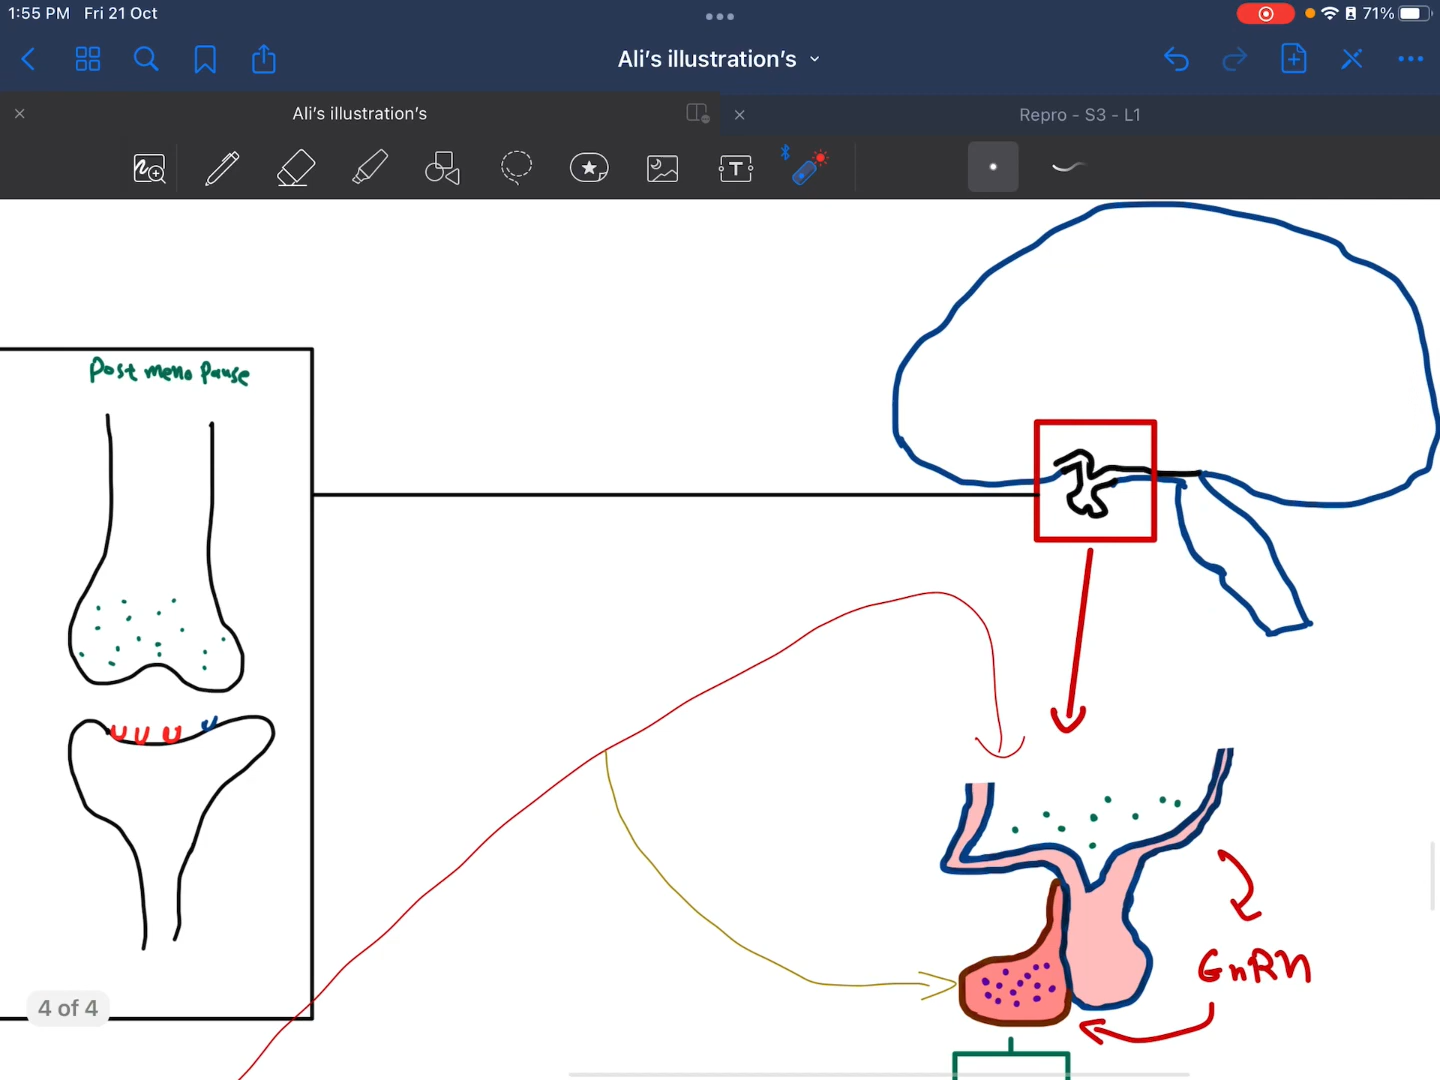 1:55 PM Fri 21 Oct
71%
Ali's illustration's
Ali's illustration's
Repro - S3 - L1
T
Post meno Pause
GnRH
4 of 4